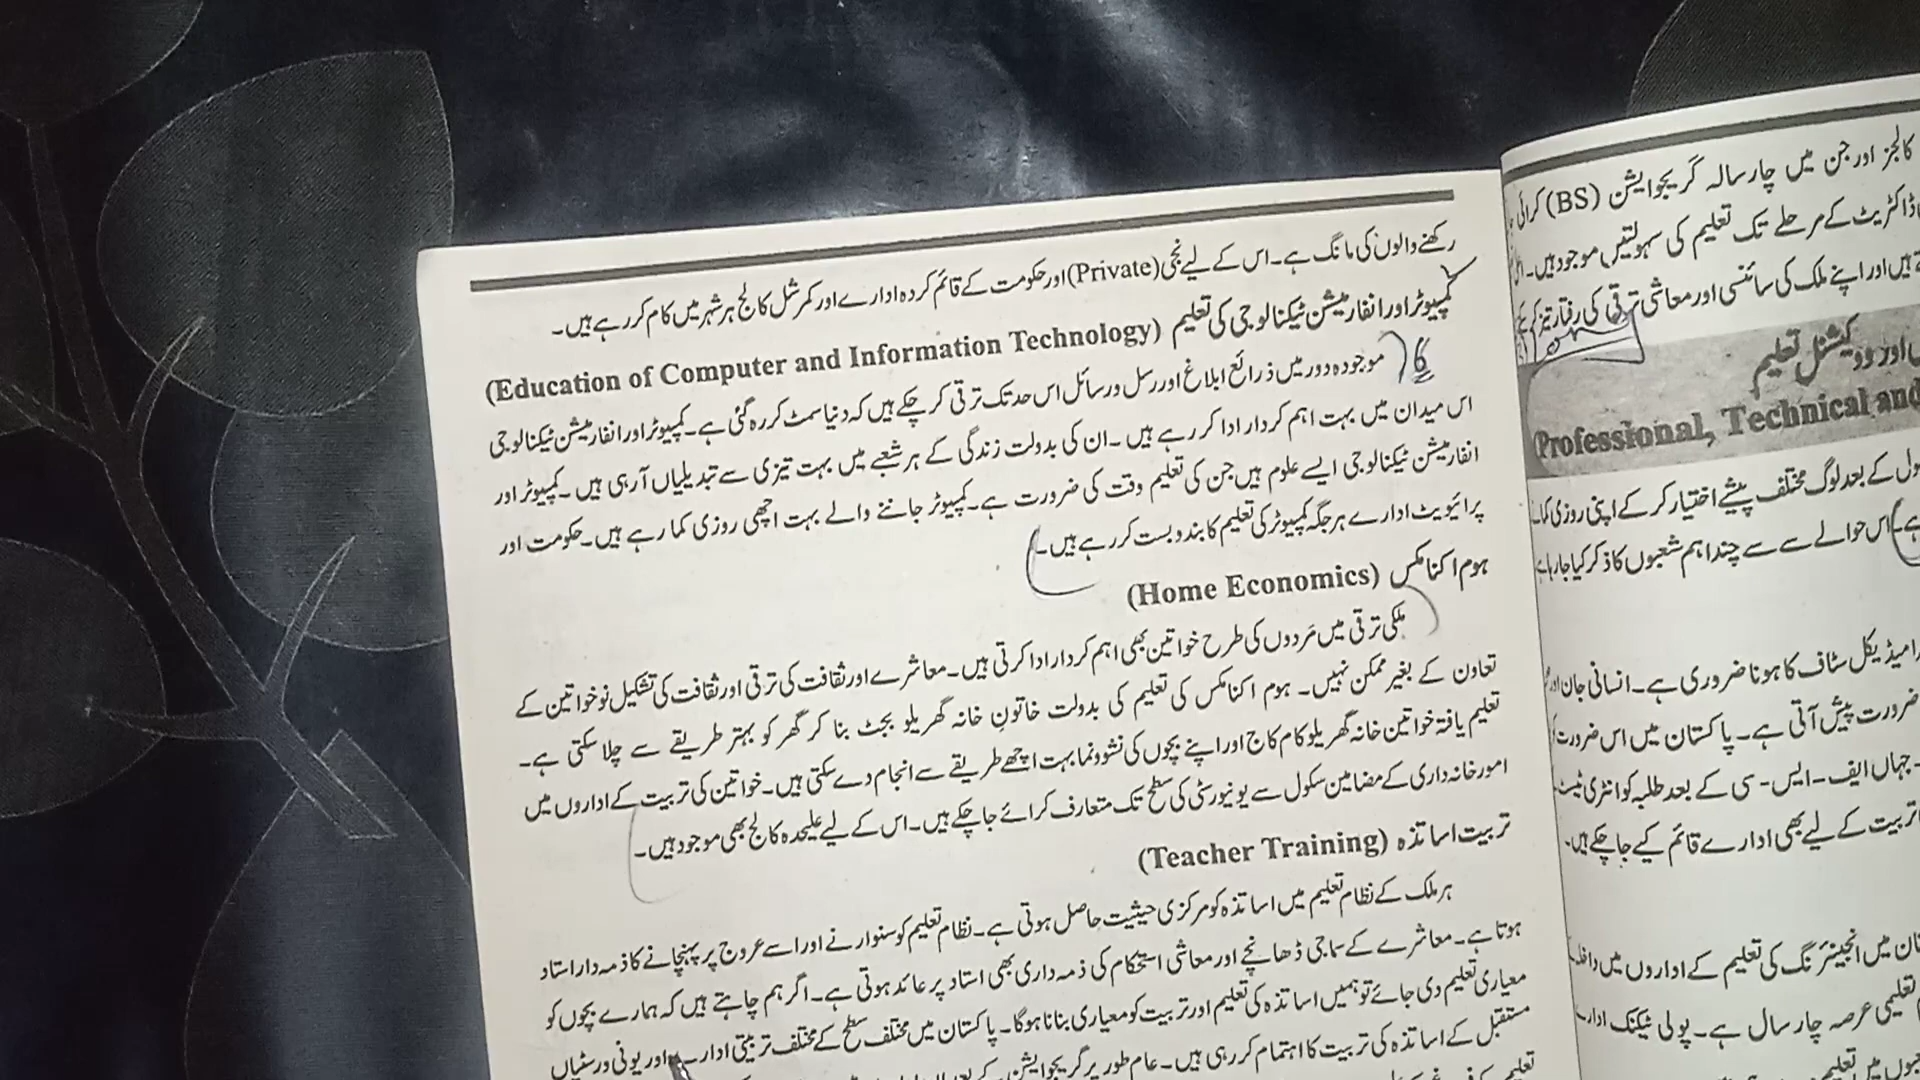 رکھنے والوں کی مانگ ہے۔ اس کے لیے نجی (Private) اور حکومت کے قائم کردہ ادارے اور کمرشل کالج ہر شہر میں کام کر رہے ہیں۔
کمپیوٹر اور انفارمیشن ٹیکنالوجی کی تعلیم (Education of Computer and Information Technology)
6
موجودہ دور میں ذرائع ابلاغ اور رسل و رسائل اس حد تک ترقی کر چکے ہیں کہ دنیا سمٹ کر رہ گئی ہے۔ کمپیوٹر اور انفارمیشن ٹیکنالوجی
اس میدان میں بہت اہم کردار ادا کر رہے ہیں۔ ان کی بدولت زندگی کے ہر شعبے میں بہت تیزی سے تبدیلیاں آ رہی ہیں۔ کمپیوٹر اور
انفارمیشن ٹیکنالوجی ایسے علوم ہیں جن کی تعلیم وقت کی ضرورت ہے۔ کمپیوٹر جاننے والے بہت اچھی روزی کما رہے ہیں۔ حکومت اور
پرائیویٹ ادارے ہر جگہ کمپیوٹر کی تعلیم کا بندوبست کر رہے ہیں۔
ہوم اکنامکس (Home Economics)
ملکی ترقی میں مَردوں کی طرح خواتین بھی اہم کردار ادا کرتی ہیں۔ معاشرے اور ثقافت کی ترقی اور ثقافت کی تشکیل نو خواتین کے
تعاون کے بغیر ممکن نہیں۔ ہوم اکنامکس کی تعلیم کی بدولت خاتونِ خانہ گھریلو بجٹ بنا کر گھر کو بہتر طریقے سے چلا سکتی ہے۔
تعلیم یافتہ خواتین خانہ گھریلو کام کاج اور اپنے بچوں کی نشوونما بہت اچھے طریقے سے انجام دے سکتی ہیں۔ خواتین کی تربیت کے اداروں میں
امور خانہ داری کے مضامین سکول سے یونیورسٹی کی سطح تک متعارف کرائے جا چکے ہیں۔ اس کے لیے علیحدہ کالج بھی موجود ہیں۔
تربیت اساتذہ (Teacher Training)
ہر ملک کے نظام تعلیم میں اساتذہ کو مرکزی حیثیت حاصل ہوتی ہے۔ نظام تعلیم کو سنوارنے اور اسے عروج پر پہنچانے کا ذمہ دار استاد
ہوتا ہے۔ معاشرے کے سماجی ڈھانچے اور معاشی استحکام کی ذمہ داری بھی استاد پر عائد ہوتی ہے۔ اگر ہم چاہتے ہیں کہ ہمارے بچوں کو
معیاری تعلیم دی جائے تو ہمیں اساتذہ کی تعلیم اور تربیت کو معیاری بنانا ہوگا۔ پاکستان میں مختلف سطح کے مختلف تربیتی ادارے اور یونی ورسٹیاں
مستقبل کے اساتذہ کی تربیت کا اہتمام کر رہی ہیں۔ عام طور پر گریجوایشن کے بعد
تعلیم
کالجز اور جن میں چار سالہ گریجوایشن (BS) کرائی
ڈاکٹریٹ کے مرحلے تک تعلیم کی سہولتیں موجود ہیں۔
ہیں اور اپنے ملک کی سائنسی اور معاشی ترقی کی رفتار تیز کر
اور ووکیشنل تعلیم
(Professional, Technical and
کے بعد لوگ مختلف پیشے اختیار کر کے اپنی روزی
ہے۔ اس حوالے سے سے چند اہم شعبوں کا ذکر کیا جا رہا ہے
میڈیکل سٹاف کا ہونا ضروری ہے۔ انسانی جان
ضرورت پیش آتی ہے۔ پاکستان میں اس ضرورت
جہاں ایف۔ایس۔سی کے بعد طلبہ کو انٹری ٹیسٹ
تربیت کے لیے بھی ادارے قائم کیے جا چکے ہیں۔
میں انجینئرنگ کی تعلیم کے اداروں میں داخلہ
تعلیمی عرصہ چار سال ہے۔ پولی ٹیکنک
میں تعلیم